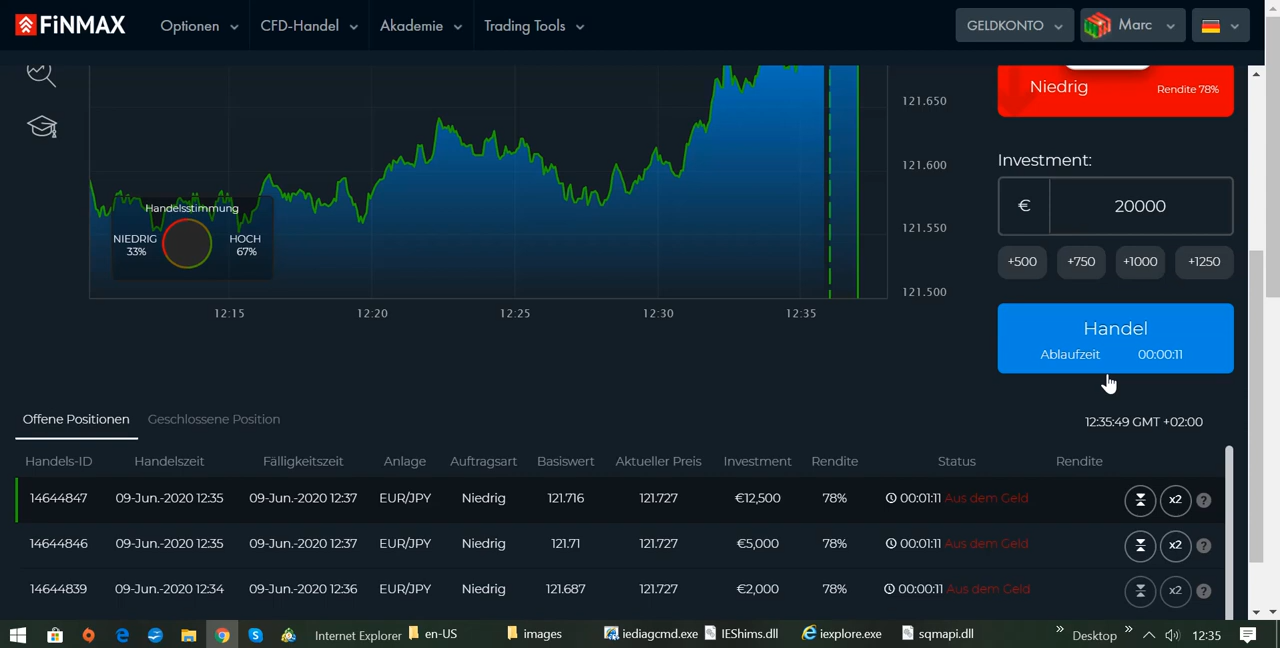 FiNMAX Optionen CFD-Handel Akademie Trading Tools GELDKONTO Marc
Niedrig Rendite 78%
121.650
121.600
121.550
121.500
Handelsstimmung
NIEDRIG 33% HOCH 67%
12:15 12:20 12:25 12:30 12:35
Investment:
€ 20000
+500 +750 +1000 +1250
Handel
Ablaufzeit 00:00:11
12:35:49 GMT +02:00
Offene Positionen Geschlossene Position
Handels-ID Handelszeit Fälligkeitszeit Anlage Auftragsart Basiswert Aktueller Preis Investment Rendite Status Rendite
14644847 09-Jun.-2020 12:35 09-Jun.-2020 12:37 EUR/JPY Niedrig 121.716 121.727 €12,500 78% 00:01:11 Aus dem Geld x2 ?
14644846 09-Jun.-2020 12:35 09-Jun.-2020 12:37 EUR/JPY Niedrig 121.71 121.727 €5,000 78% 00:01:11 Aus dem Geld x2 ?
14644839 09-Jun.-2020 12:34 09-Jun.-2020 12:36 EUR/JPY Niedrig 121.687 121.727 €2,000 78% 00:00:11 Aus dem Geld x2 ?
Internet Explorer en-US images iediagcmd.exe IEShims.dll iexplore.exe sqmapi.dll » Desktop » 12:35